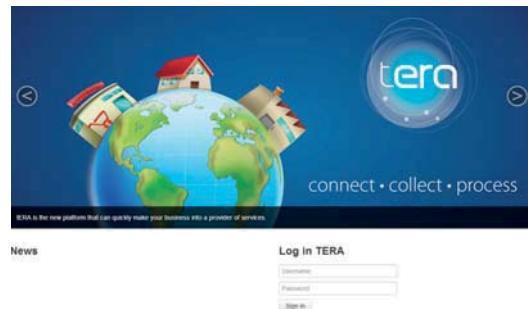 tera
connect • collect • process
tERA is the new platform that can quickly make your business into a provider of services.
News
Log in TERA
Username
Password
Sign in